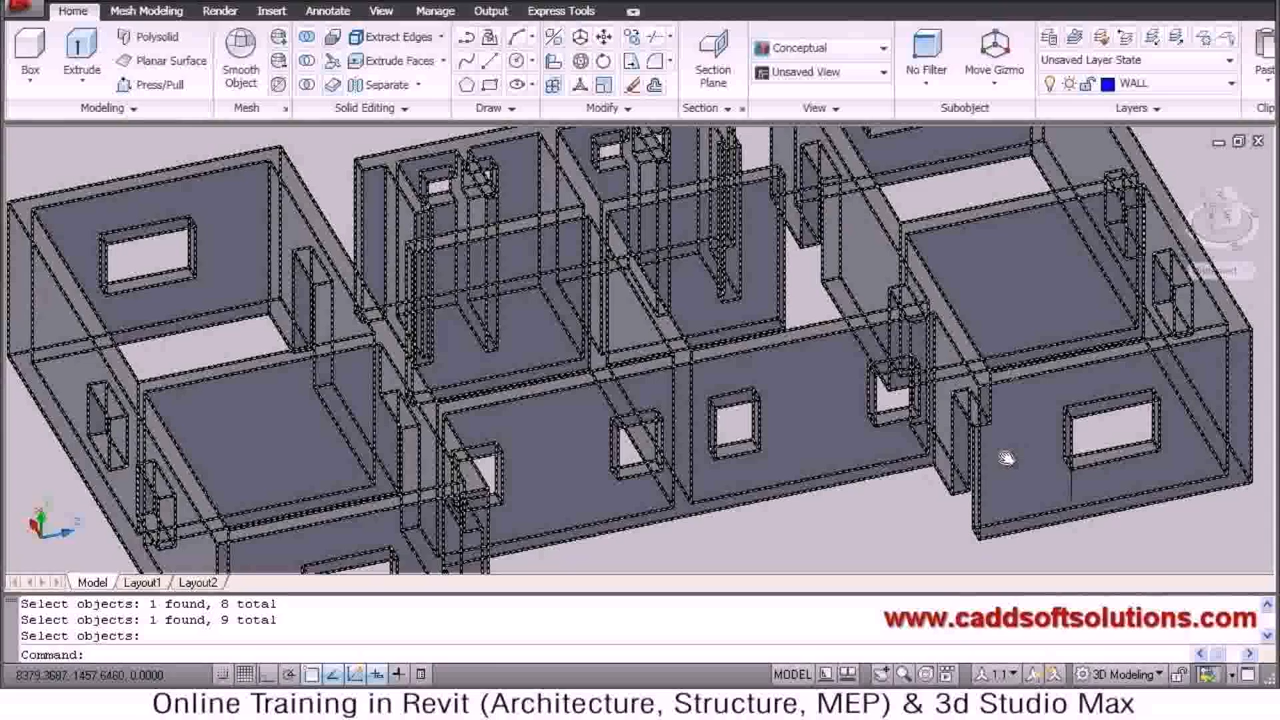 Home Mesh Modeling Render Insert Annotate View Manage Output Express Tools
Polysolid Extract Edges Conceptual
Planar Surface Extrude Faces Unsaved View Unsaved Layer State
Box Extrude Press/Pull Smooth Object Separate Section Plane No Filter Move Gizmo WALL Past
Modeling Mesh Solid Editing Draw Modify Section View Subobject Layers Clip
Model Layout1 Layout2
Select objects: 1 found, 8 total
Select objects: 1 found, 9 total
Select objects:
Command:
www.caddsoftsolutions.com
8379.3687, 1457.6460, 0.0000 MODEL 1:1 3D Modeling
Online Training in Revit (Architecture, Structure, MEP) & 3d Studio Max